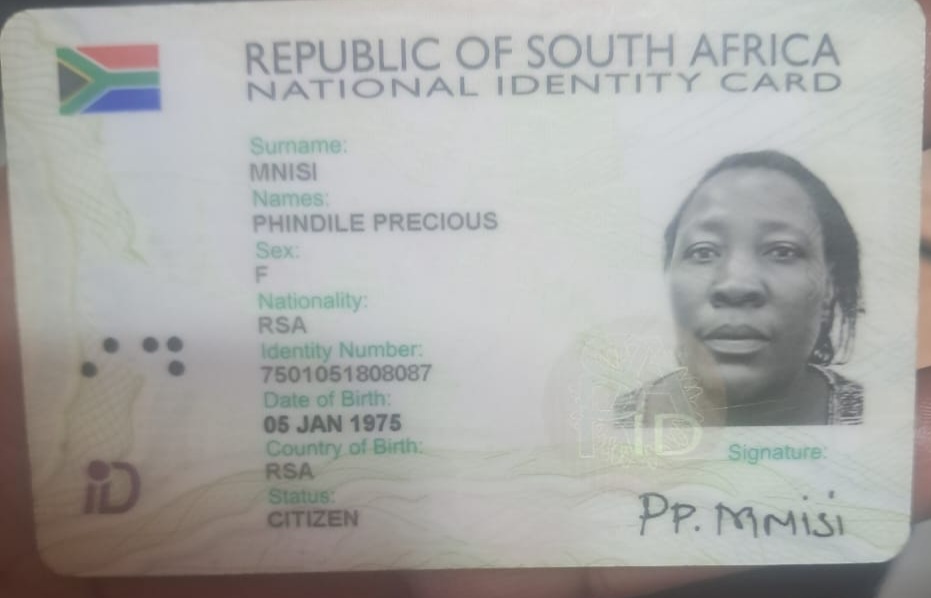 REPUBLIC OF SOUTH AFRICA
NATIONAL IDENTITY CARD
Surname:
MNISI
Names:
PHINDILE PRECIOUS
Sex:
F
Nationality:
RSA
Identity Number:
7501051808087
Date of Birth:
05 JAN 1975
Country of Birth:
RSA
Status:
CITIZEN
iD
ID
Signature:
PP. MNISI